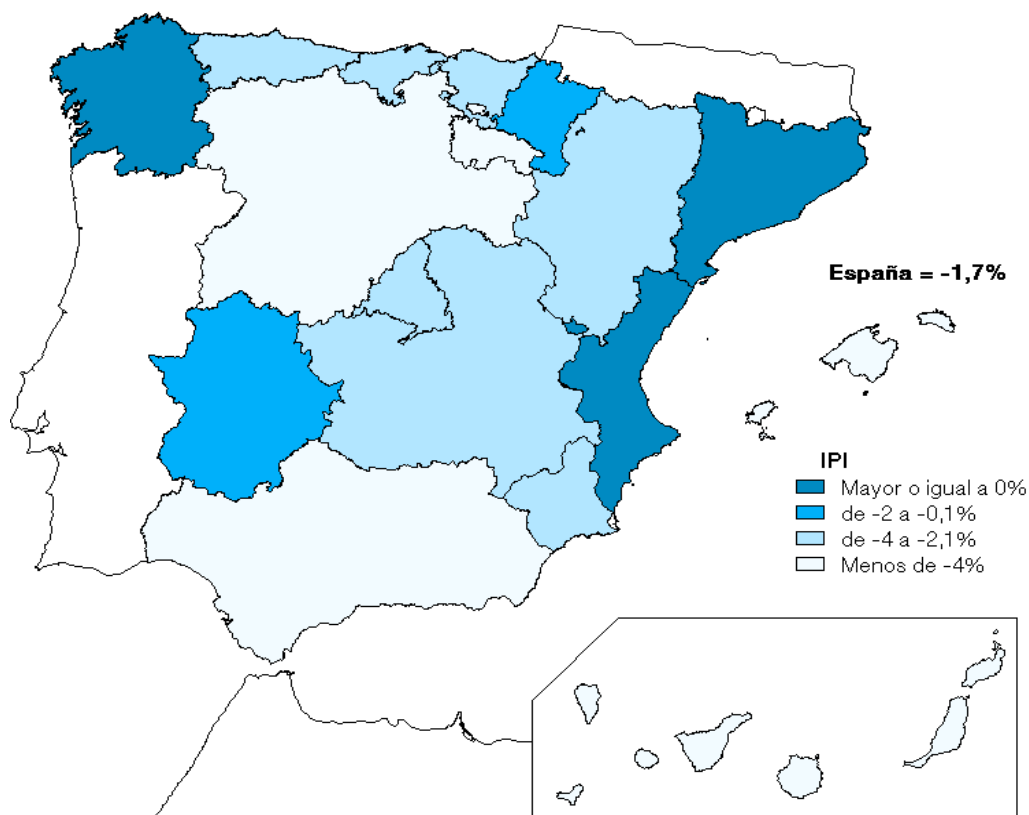 España = -1,7%
IPI
Mayor o igual a 0%
de -2 a -0,1%
de -4 a -2,1%
Menos de -4%